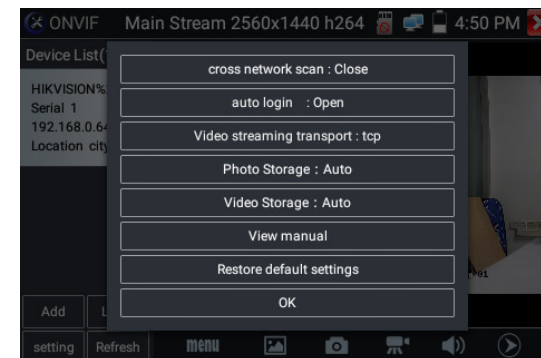 ONVIF Main Stream 2560x1440 h264 4:50 PM
Device List(
HIKVISION%
Serial 1
192.168.0.64
Location city
cross network scan : Close
auto login : Open
Video streaming transport : tcp
Photo Storage : Auto
Video Storage : Auto
View manual
Restore default settings
OK
Add L
setting Refresh menu